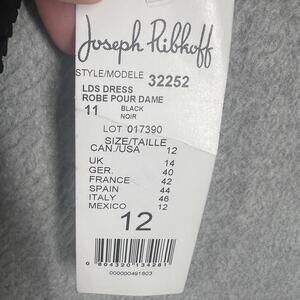 Joseph Ribkoff
STYLE/MODELE 32252
LDS DRESS
ROBE POUR DAME
11 BLACK
NOIR
LOT 017390
SIZE/TAILLE
CAN./USA 12
UK 14
GER. 40
FRANCE 42
SPAIN 44
ITALY 46
MEXICO 12
12
0 804320 134281
000000491803